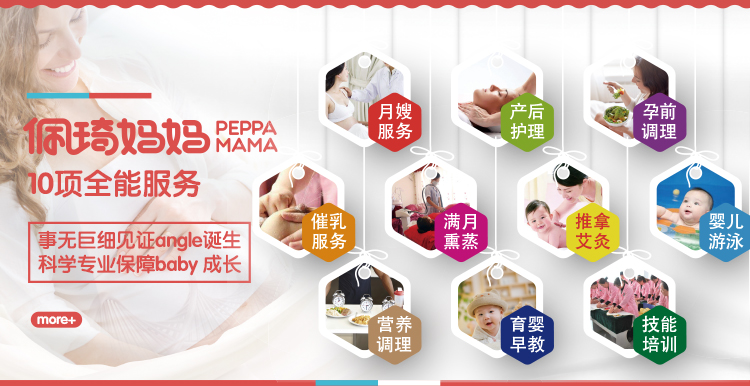 佩琦妈妈 PEPPA
MAMA
10项全能服务
事无巨细见证angle诞生
科学专业保障baby 成长
more+
月嫂
服务
产后
护理
孕前
调理
催乳
服务
满月
熏蒸
推拿
艾灸
婴儿
游泳
营养
调理
育婴
早教
技能
培训